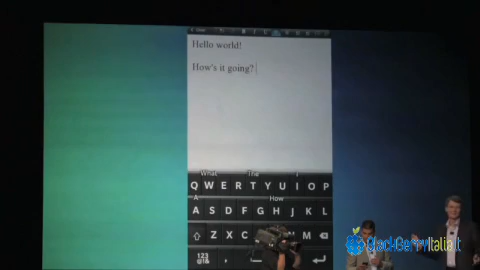 Hello world!
How's it going?
What The I
Q W E R T Y U I O P
A How
A S D F G H J K L
Z X C M
123
!?&
BlackBerryItalia.it